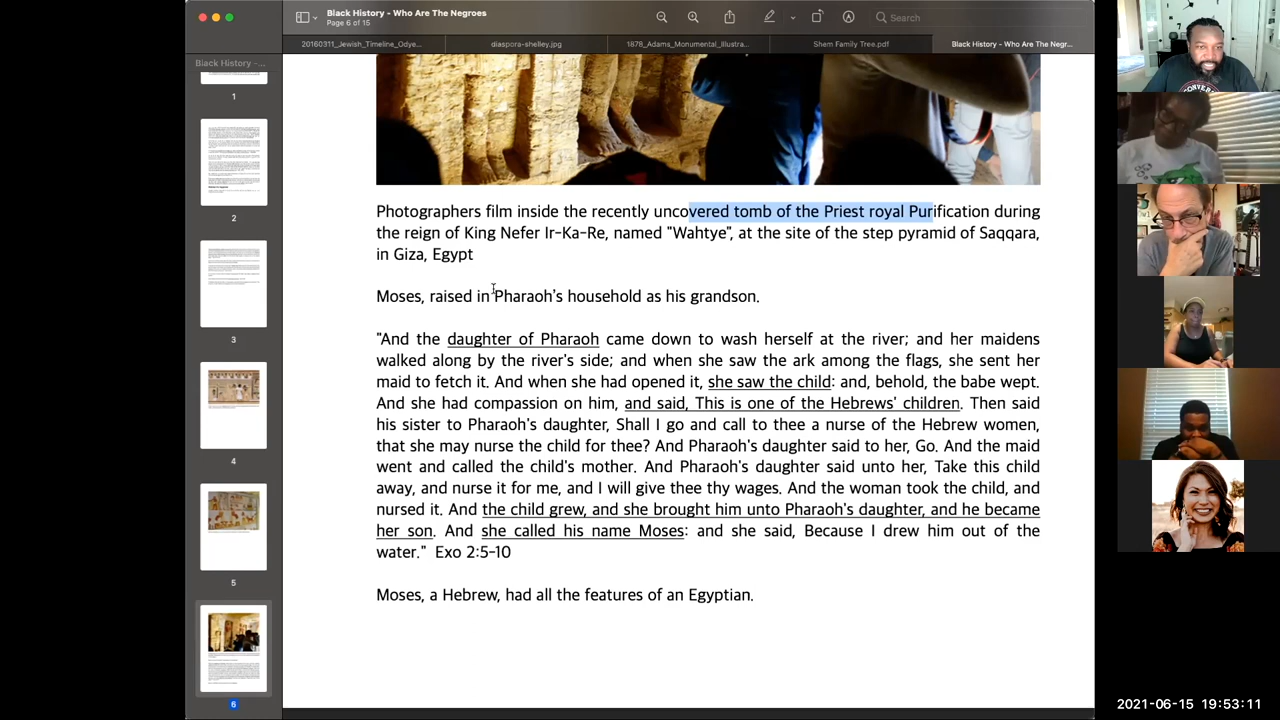 Black History - Who Are The Negroes
Page 6 of 15
Search
20160311_Jewish_Timeline_Odye...
diaspora-shelley.jpg
1878_Adams_Monumental_Illustra...
Shem Family Tree.pdf
Black History - Who Are The Negr...
Black History -...
1
2
3
4
5
6
Photographers film inside the recently uncovered tomb of the Priest royal Purification during
the reign of King Nefer Ir-Ka-Re, named "Wahtye", at the site of the step pyramid of Saqqara,
in Giza, Egypt
Moses, raised in Pharaoh's household as his grandson.
"And the daughter of Pharaoh came down to wash herself at the river; and her maidens
walked along by the river's side; and when she saw the ark among the flags, she sent her
maid to fetch it. And when she had opened it, she saw the child: and, behold, the babe wept.
And she had compassion on him, and said, This is one of the Hebrews' children. Then said
his sister to Pharaoh's daughter, Shall I go and call to thee a nurse of the Hebrew women,
that she may nurse the child for thee? And Pharaoh's daughter said to her, Go. And the maid
went and called the child's mother. And Pharaoh's daughter said unto her, Take this child
away, and nurse it for me, and I will give thee thy wages. And the woman took the child, and
nursed it. And the child grew, and she brought him unto Pharaoh's daughter, and he became
her son. And she called his name Moses: and she said, Because I drew him out of the
water."  Exo 2:5-10
Moses, a Hebrew, had all the features of an Egyptian.
2021-06-15 19:53:11